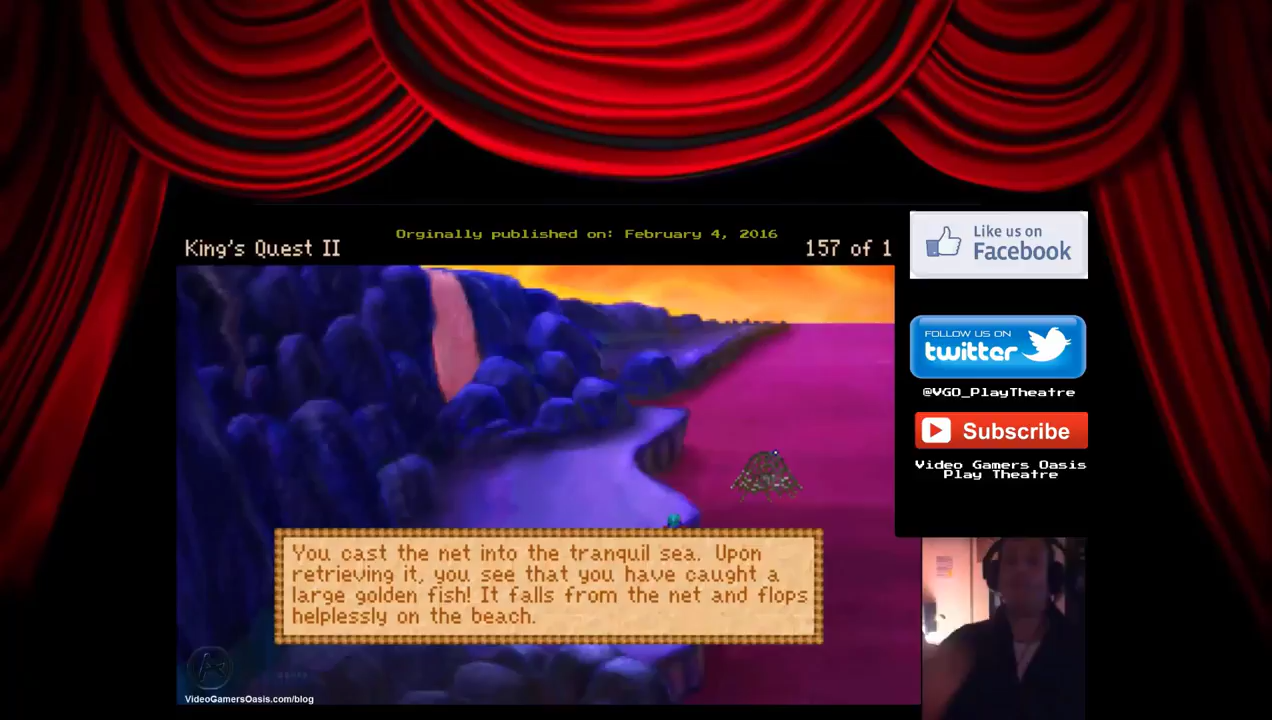 Orginally published on: February 4, 2016
King's Quest II
157 of 1
Like us on
Facebook
FOLLOW US ON
twitter
@VGO_PlayTheatre
Subscribe
Video Gamers Oasis
Play Theatre
You cast the net into the tranquil sea. Upon
retrieving it, you see that you have caught a
large golden fish! It falls from the net and flops
helplessly on the beach.
VideoGamersOasis.com/blog